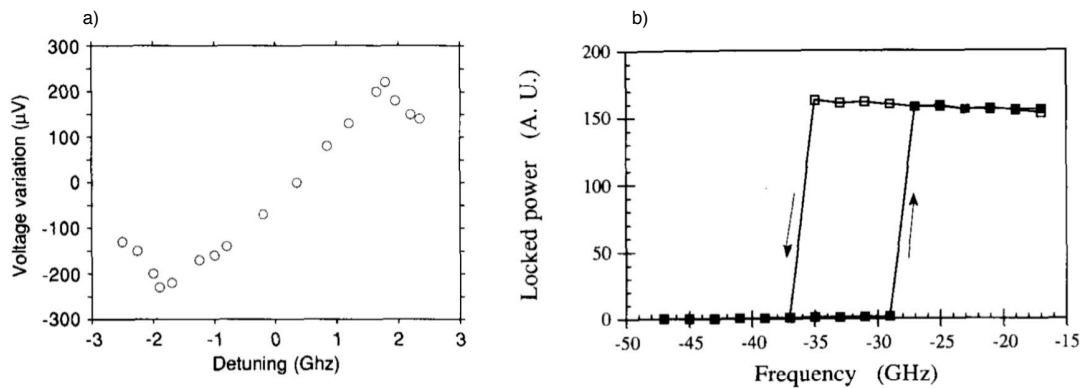 a)
300
200
100
0
-100
-200
-300
Voltage variation (µV)
-3 -2 -1 0 1 2 3
Detuning (Ghz)
b)
200
150
100
50
0
Locked power (A. U.)
-50 -45 -40 -35 -30 -25 -20 -15
Frequency (GHz)